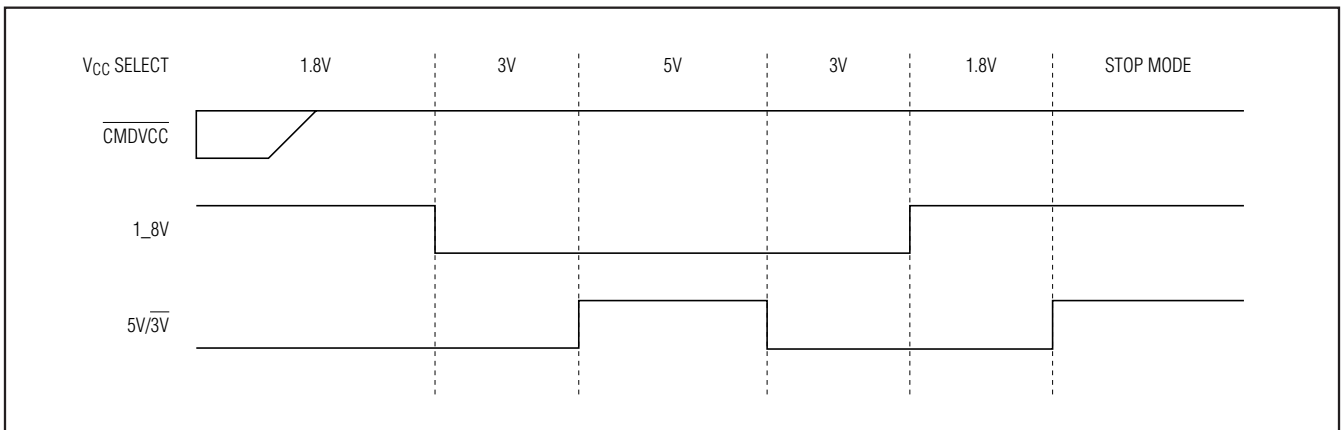 VCC SELECT 1.8V 3V 5V 3V 1.8V STOP MODE
CMDVCC
1_8V
5V/3V